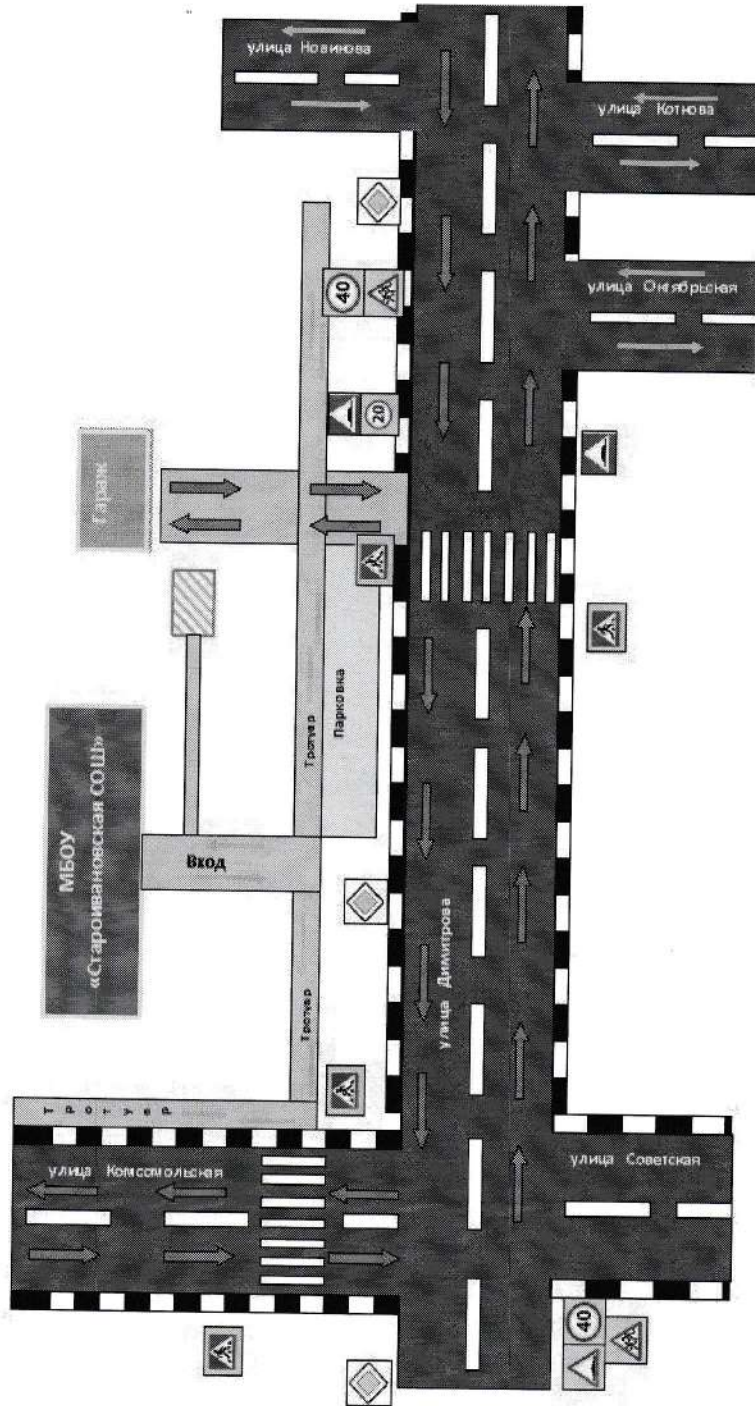 МБОУ
«Староивановская СОШ»
Гараж
Вход
Тротуар
Тротуар
Тротуар
Парковка
улица Комсомольская
улица Советская
улица Димитрова
улица Новикова
улица Коткова
улица Октябрьская
40
20
40